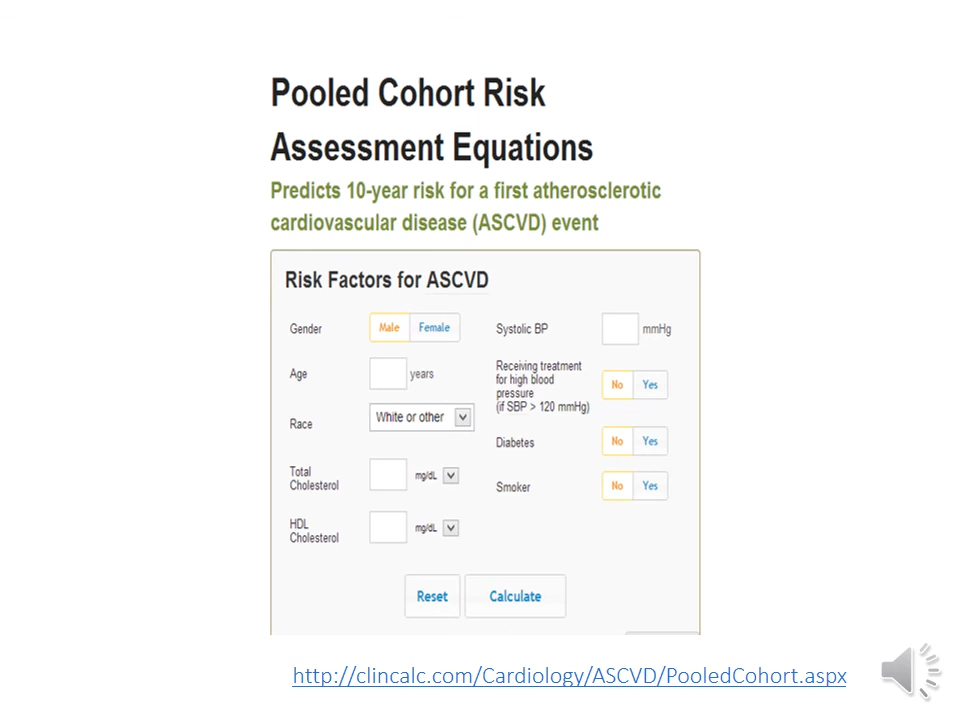 Pooled Cohort Risk
Assessment Equations
Predicts 10-year risk for a first atherosclerotic
cardiovascular disease (ASCVD) event
Risk Factors for ASCVD
Gender
Male Female
Age
years
Race
White or other
Total
Cholesterol
mg/dL
HDL
Cholesterol
mg/dL
Systolic BP
mmHg
Receiving treatment
for high blood
pressure
(if SBP > 120 mmHg)
No Yes
Diabetes
No Yes
Smoker
No Yes
Reset Calculate
http://clincalc.com/Cardiology/ASCVD/PooledCohort.aspx